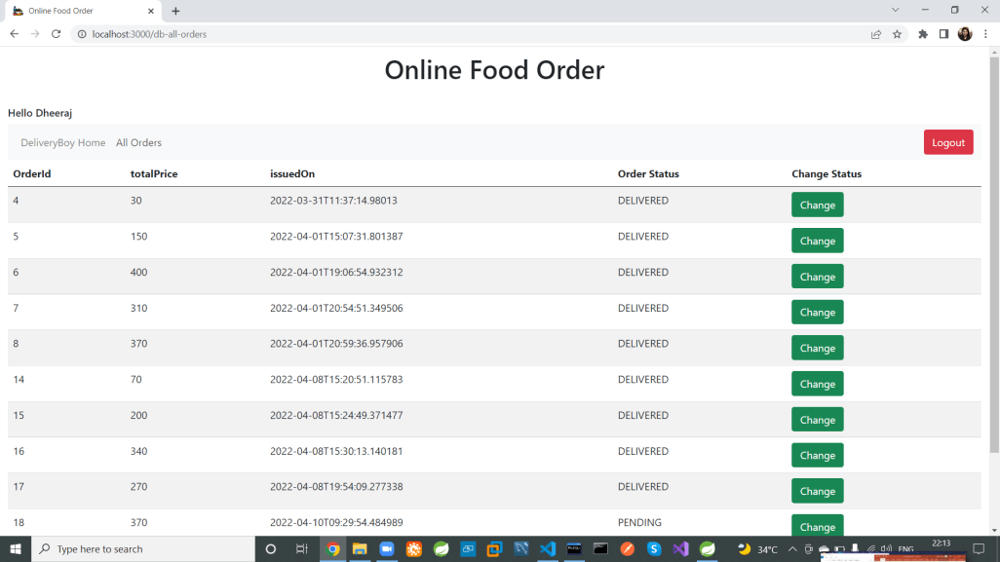 Online Food Order
localhost:3000/db-all-orders
Online Food Order
Hello Dheeraj
DeliveryBoy Home All Orders Logout
OrderId totalPrice issuedOn Order Status Change Status
4 30 2022-03-31T11:37:14.98013 DELIVERED Change
5 150 2022-04-01T15:07:31.801387 DELIVERED Change
6 400 2022-04-01T19:06:54.932312 DELIVERED Change
7 310 2022-04-01T20:54:51.349506 DELIVERED Change
8 370 2022-04-01T20:59:36.957906 DELIVERED Change
14 70 2022-04-08T15:20:51.115783 DELIVERED Change
15 200 2022-04-08T15:24:49.371477 DELIVERED Change
16 340 2022-04-08T15:30:13.140181 DELIVERED Change
17 270 2022-04-08T19:54:09.277338 DELIVERED Change
18 370 2022-04-10T09:29:54.484989 PENDING Change
Type here to search 34°C ENG 22:13